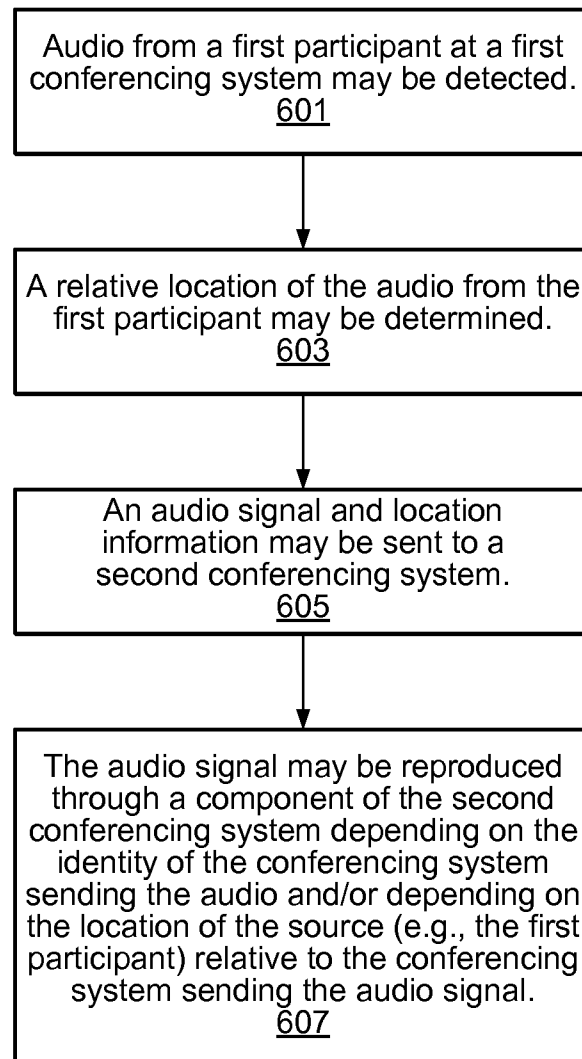 Audio from a first participant at a first
conferencing system may be detected.
601
A relative location of the audio from the
first participant may be determined.
603
An audio signal and location
information may be sent to a
second conferencing system.
605
The audio signal may be reproduced
through a component of the second
conferencing system depending on the
identity of the conferencing system
sending the audio and/or depending on
the location of the source (e.g., the first
participant) relative to the conferencing
system sending the audio signal.
607